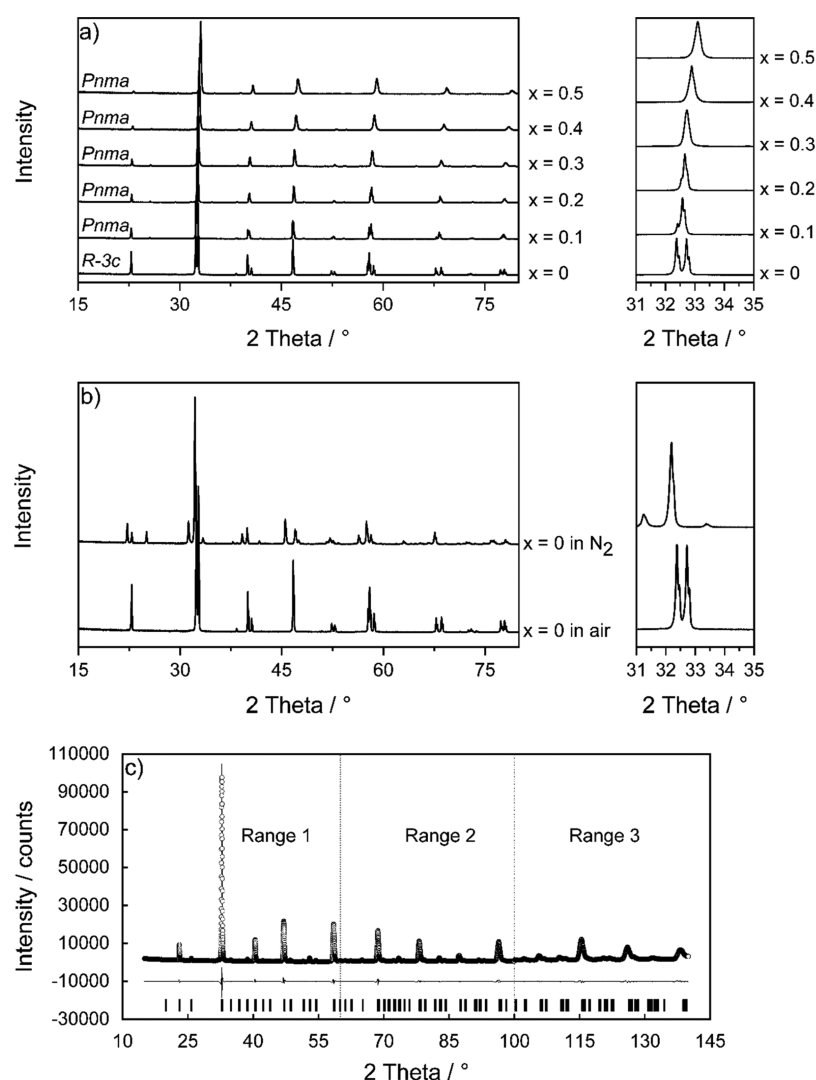 a)
Intensity
Pnma
x = 0.5
Pnma
x = 0.4
Pnma
x = 0.3
Pnma
x = 0.2
Pnma
x = 0.1
R-3c
x = 0
15 30 45 60 75
2 Theta / °
x = 0.5
x = 0.4
x = 0.3
x = 0.2
x = 0.1
x = 0
31 32 33 34 35
2 Theta / °
b)
Intensity
x = 0 in N2
x = 0 in air
15 30 45 60 75
2 Theta / °
31 32 33 34 35
2 Theta / °
c)
Intensity / counts
110000
90000
70000
50000
30000
10000
-10000
-30000
Range 1 Range 2 Range 3
10 25 40 55 70 85 100 115 130 145
2 Theta / °